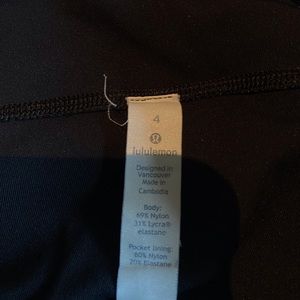 4
lululemon
Designed in
Vancouver
Made in
Cambodia
Body:
69% Nylon
31% Lycra®
elastane
Pocket lining:
80% Nylon
20% Elastane